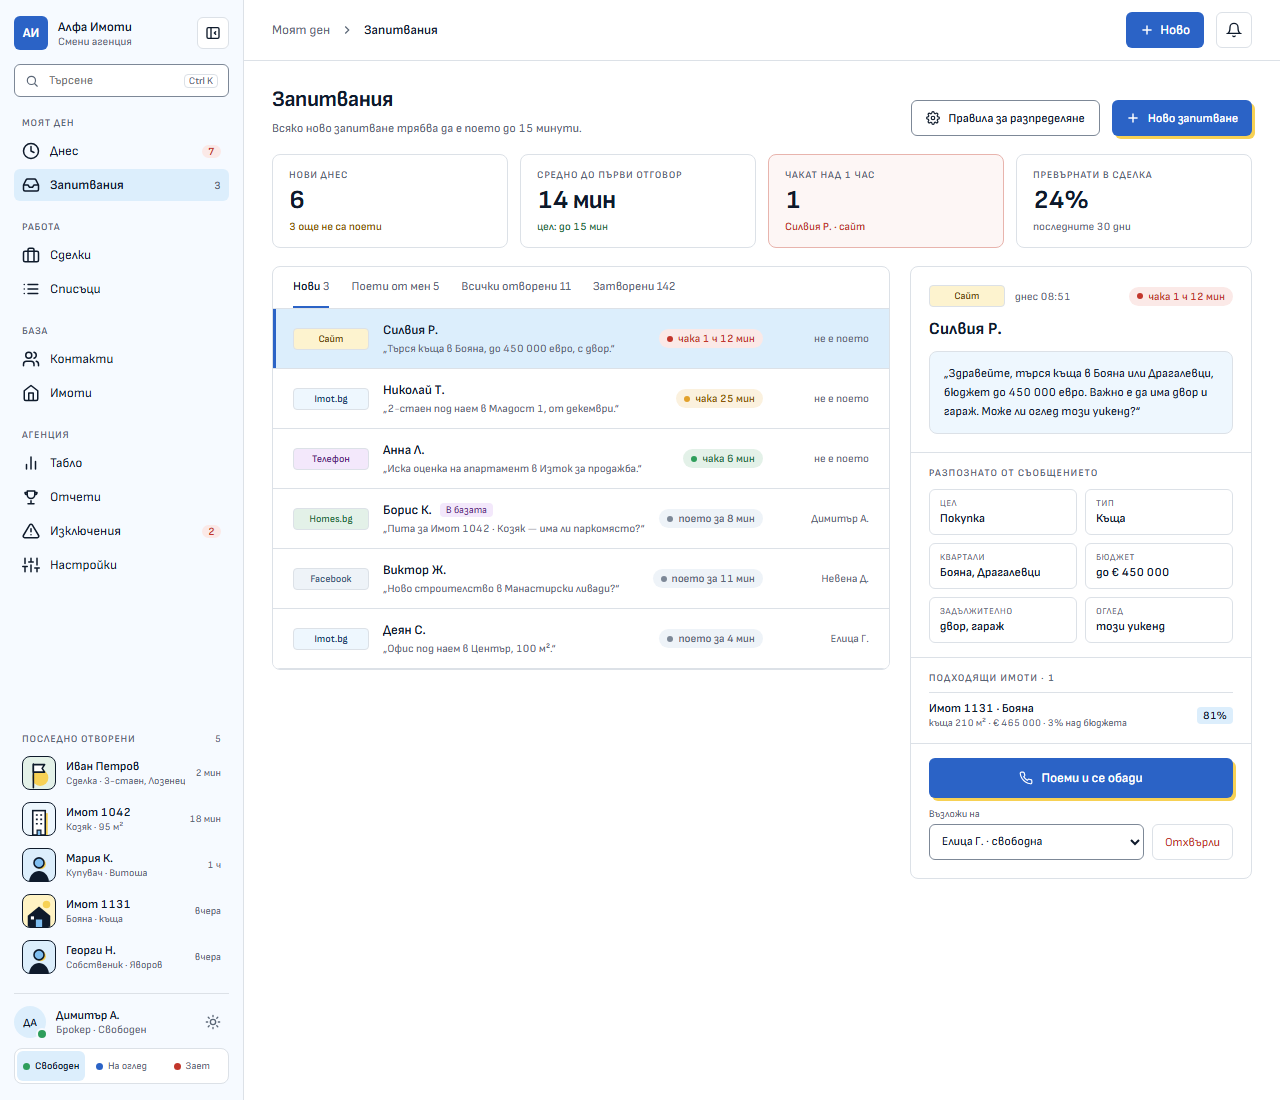 АИ
Алфа Имоти
Смени агенция
Търсене
Ctrl K
МОЯТ ДЕН
Днес
7
Запитвания
3
РАБОТА
Сделки
Списъци
БАЗА
Контакти
Имоти
АГЕНЦИЯ
Табло
Отчети
Изключения
2
Настройки
ПОСЛЕДНО ОТВОРЕНИ
5
Иван Петров
Сделка · 3-стаен, Лозенец
2 мин
Имот 1042
Козяк · 95 м²
18 мин
Мария К.
Купувач · Витоша
1 ч
Имот 1131
Бояна · къща
вчера
Георги Н.
Собственик · Яворов
вчера
ДА
Димитър А.
Брокер · Свободен
Свободен
На оглед
Зает
Моят ден
Запитвания
Ново
Запитвания
Всяко ново запитване трябва да е поето до 15 минути.
Правила за разпределяне
Ново запитване
НОВИ ДНЕС
6
3 още не са поети
СРЕДНО ДО ПЪРВИ ОТГОВОР
14 мин
цел: до 15 мин
ЧАКАТ НАД 1 ЧАС
1
Силвия Р. · сайт
ПРЕВЪРНАТИ В СДЕЛКА
24%
последните 30 дни
Нови 3
Поети от мен 5
Всички отворени 11
Затворени 142
Сайт
Силвия Р.
„Търся къща в Бояна, до 450 000 евро, с двор.“
чака 1 ч 12 мин
не е поето
Imot.bg
Николай Т.
„2-стаен под наем в Младост 1, от декември.“
чака 25 мин
не е поето
Телефон
Анна Л.
„Иска оценка на апартамент в Изток за продажба.“
чака 6 мин
не е поето
Homes.bg
Борис К.
В базата
„Пита за Имот 1042 · Козяк — има ли паркомясто?“
поето за 8 мин
Димитър А.
Facebook
Виктор Ж.
„Ново строителство в Манастирски ливади?“
поето за 11 мин
Невена Д.
Imot.bg
Деян С.
„Офис под наем в Център, 100 м².“
поето за 4 мин
Елица Г.
Сайт
днес 08:51
чака 1 ч 12 мин
Силвия Р.
„Здравейте, търся къща в Бояна или Драгалевци,
бюджет до 450 000 евро. Важно е да има двор и
гараж. Може ли оглед този уикенд?“
РАЗПОЗНАТО ОТ СЪОБЩЕНИЕТО
ЦЕЛ
Покупка
ТИП
Къща
КВАРТАЛИ
Бояна, Драгалевци
БЮДЖЕТ
до € 450 000
ЗАДЪЛЖИТЕЛНО
двор, гараж
ОГЛЕД
този уикенд
ПОДХОДЯЩИ ИМОТИ · 1
Имот 1131 · Бояна
къща 210 м² · € 465 000 · 3% над бюджета
81%
Поеми и се обади
Възложи на
Елица Г. · свободна
Отхвърли